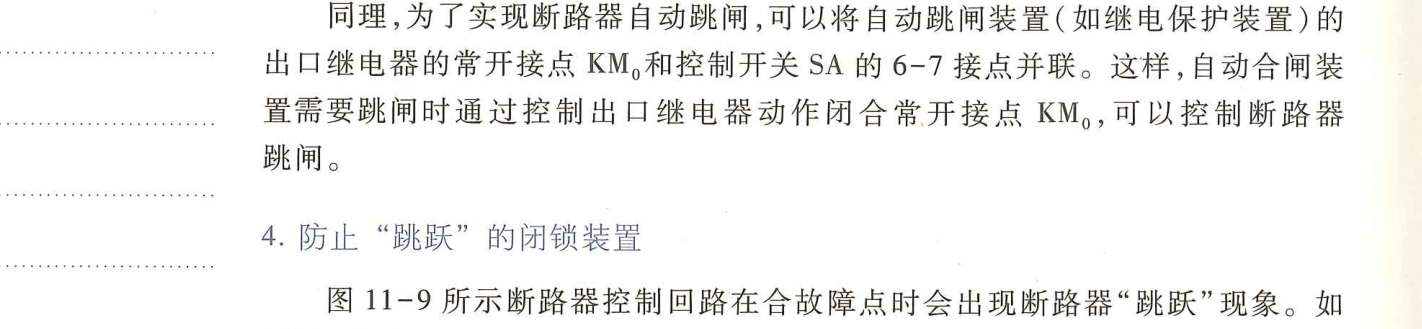 同理,为了实现断路器自动跳闸,可以将自动跳闸装置(如继电保护装置)的
出口继电器的常开接点 KM₀和控制开关 SA 的 6-7 接点并联。这样,自动合闸装
置需要跳闸时通过控制出口继电器动作闭合常开接点 KM₀,可以控制断路器
跳闸。
4. 防止“跳跃”的闭锁装置
图 11-9 所示断路器控制回路在合故障点时会出现断路器“跳跃”现象。如